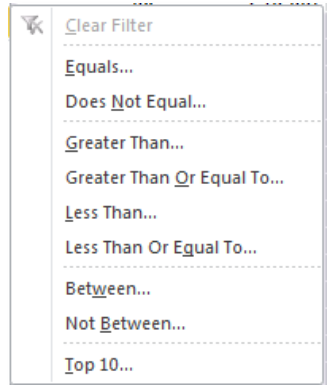 Clear Filter
Equals...
Does Not Equal...
Greater Than...
Greater Than Or Equal To...
Less Than...
Less Than Or Equal To...
Between...
Not Between...
Top 10...